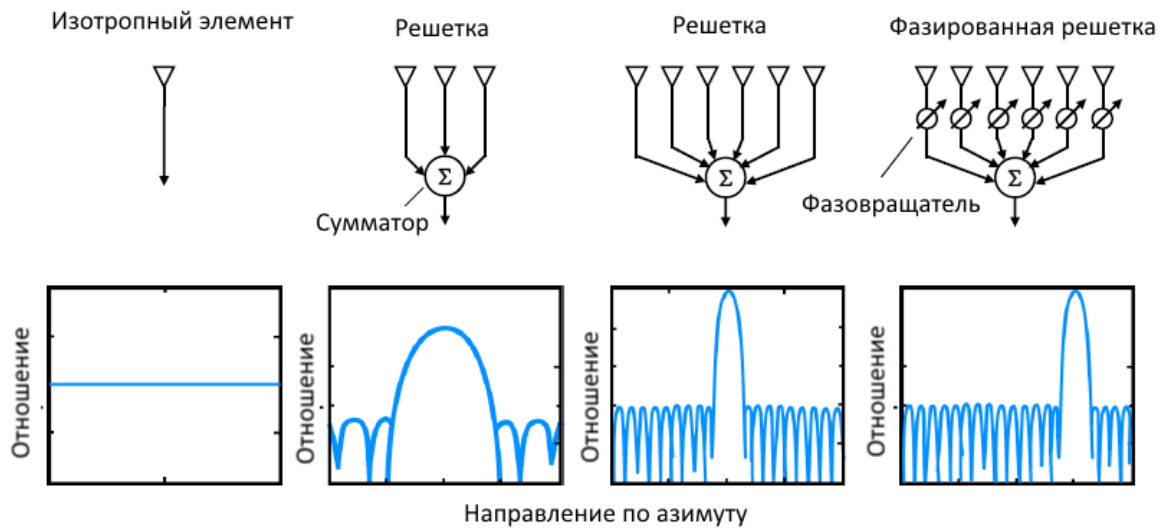 Изотропный элемент
Решетка
Решетка
Фазированная решетка
Σ
Σ
Σ
Сумматор
Фазовращатель
Отношение
Отношение
Отношение
Отношение
Направление по азимуту